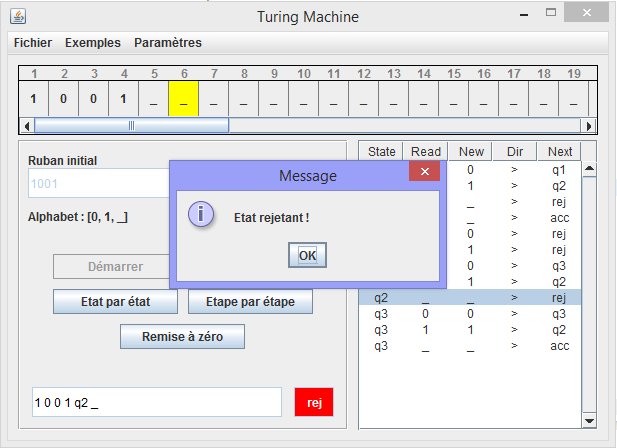 Turing Machine
Fichier Exemples Paramètres
1 2 3 4 5 6 7 8 9 10 11 12 13 14 15 16 17 18 19
1 0 0 1 _ _ _ _ _ _ _ _ _ _ _ _ _ _ _
Ruban initial
1001
Alphabet : [0, 1, _]
Démarrer
Etat par état Etape par étape
Remise à zéro
1 0 0 1 q2 _ rej
State Read New Dir Next
0 > q1
1 > q2
_ > rej
_ > acc
0 > rej
1 > rej
0 > q3
1 > q2
q2 _ _ > rej
q3 0 0 > q3
q3 1 1 > q2
q3 _ _ > acc
Message
Etat rejetant !
OK